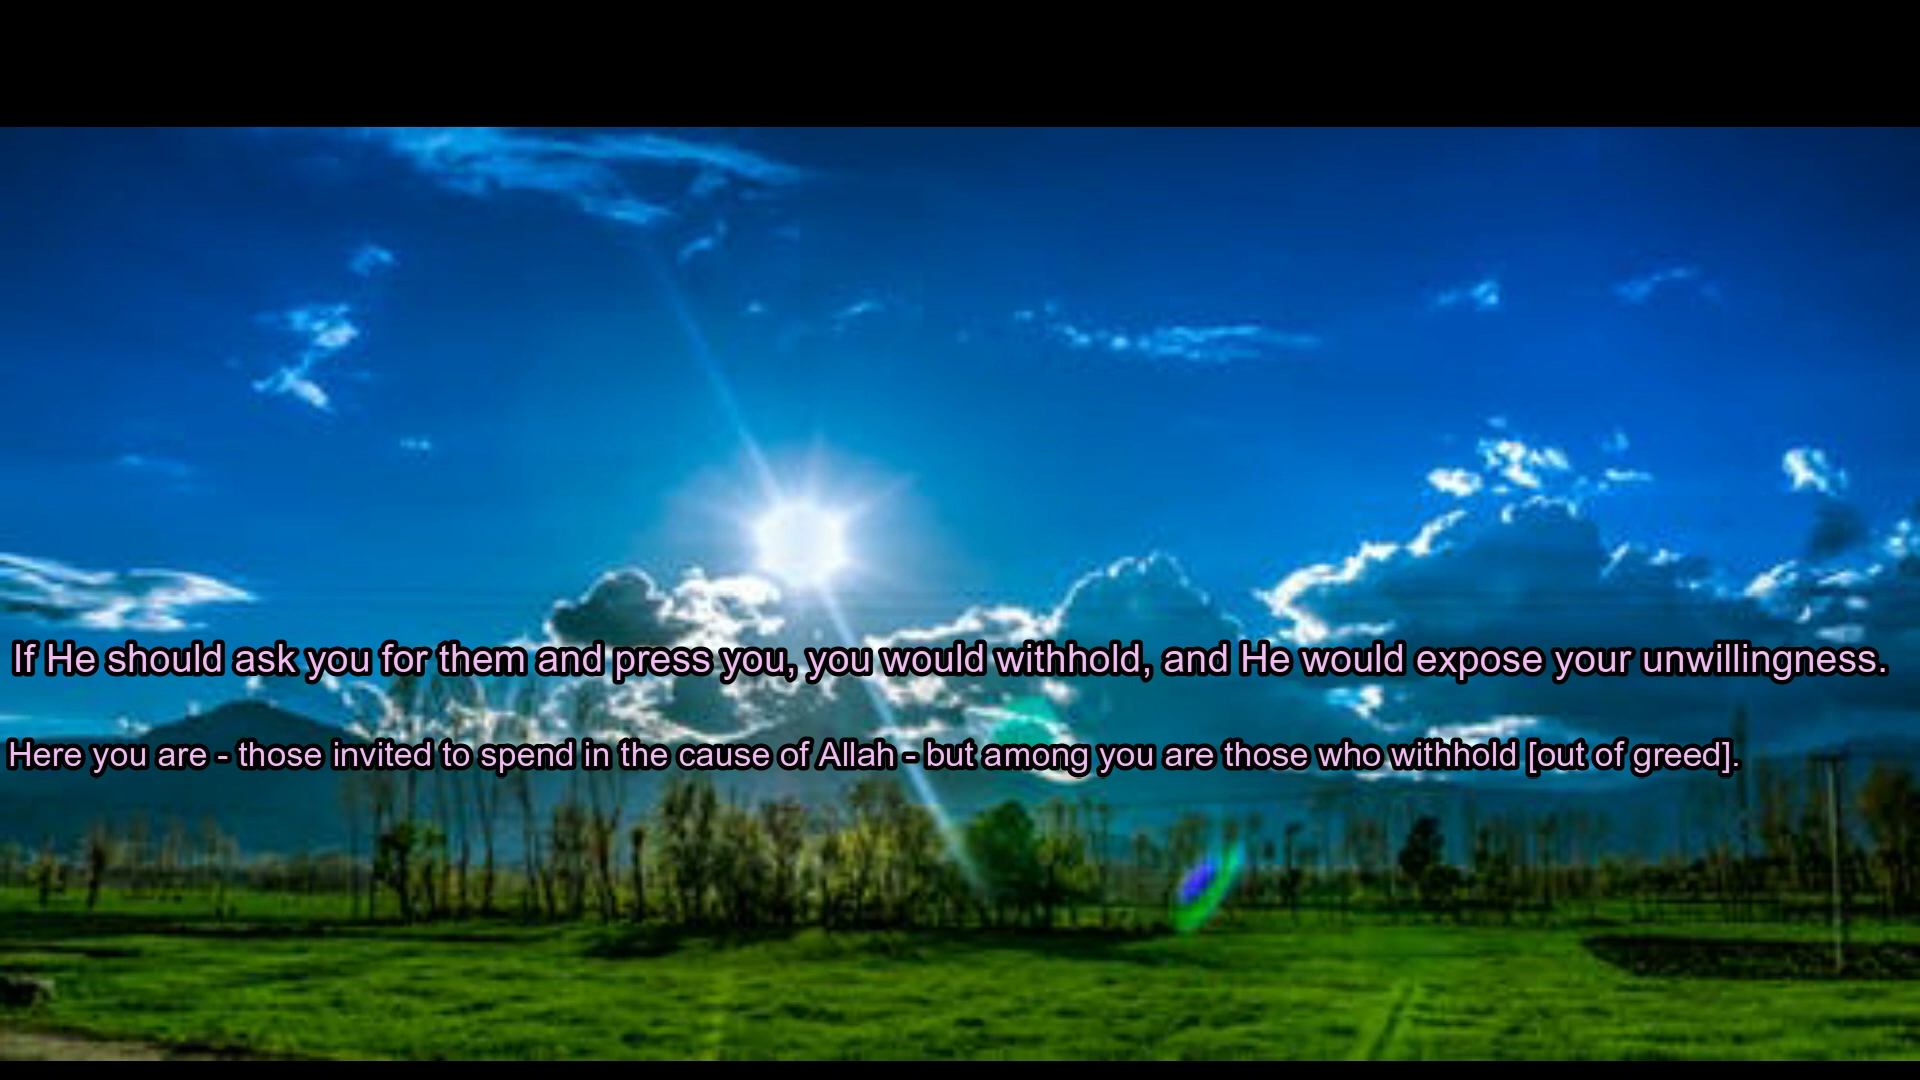 If He should ask you for them and press you, you would withhold, and He would expose your unwillingness.
Here you are - those invited to spend in the cause of Allah - but among you are those who withhold [out of greed].